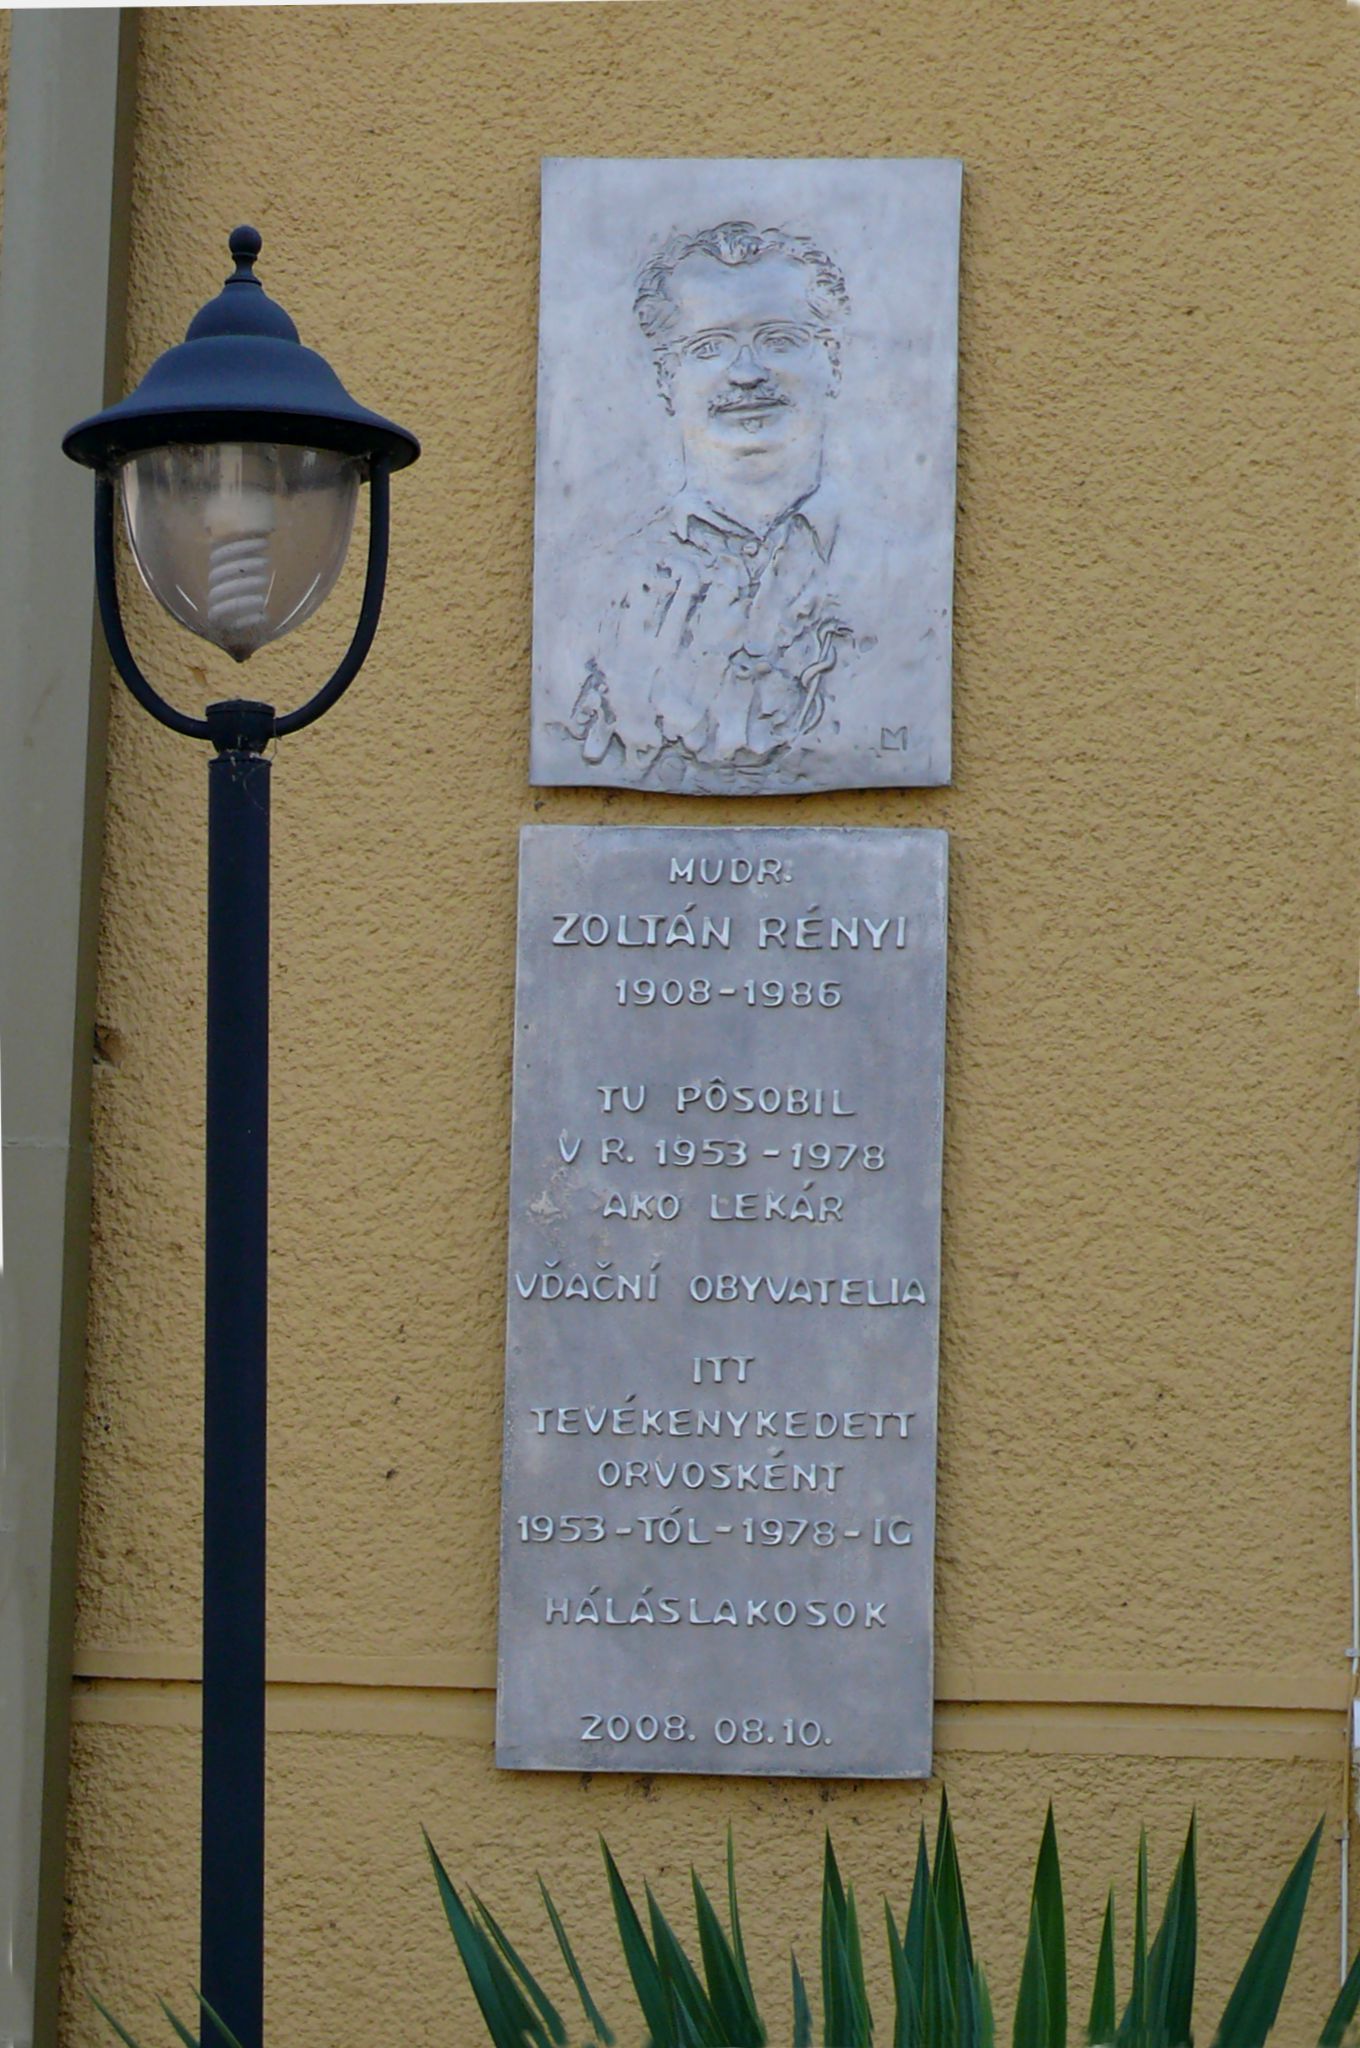 M
MUDR.
ZOLTÁN RÉNYI
1908-1986
TU PÔSOBIL
V R. 1953-1978
AKO LEKÁR
VĎAČNÍ OBYVATELIA
ITT
TEVÉKENYKEDETT
ORVOSKÉNT
1953-TÓL-1978-IG
HÁLÁSLAKOSOK
2008. 08.10.